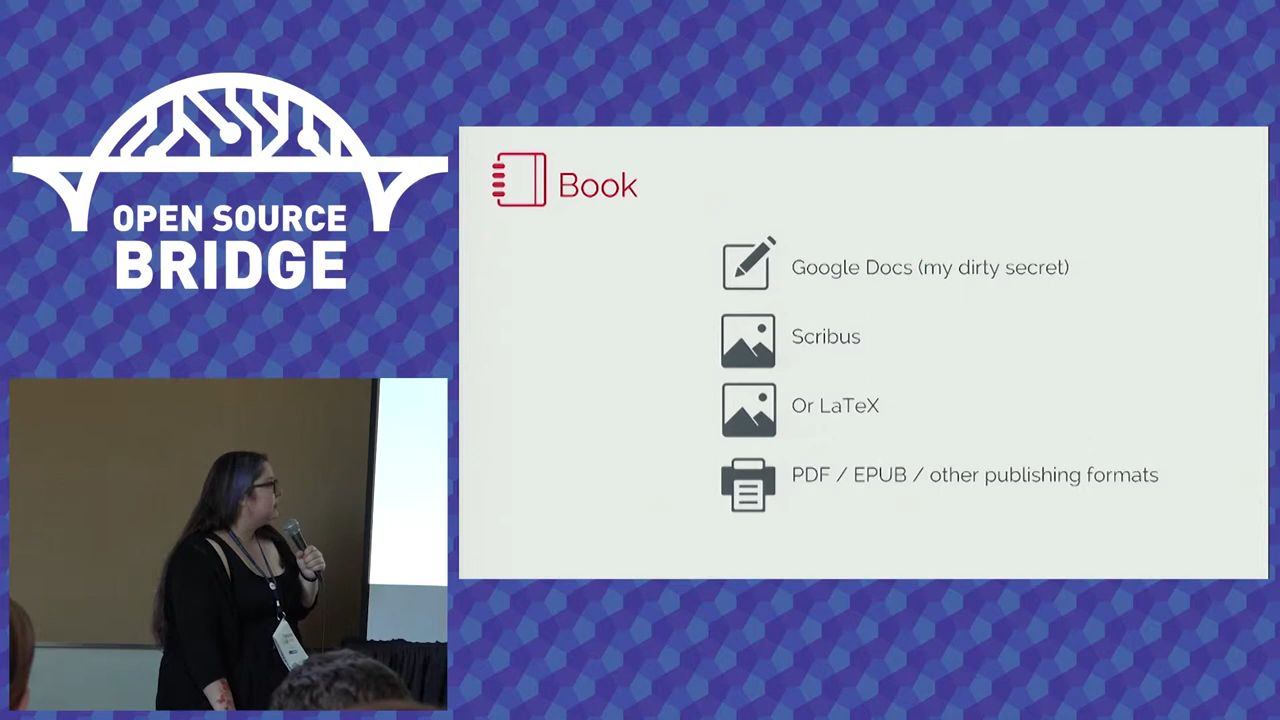 OPEN SOURCE
BRIDGE
Book
Google Docs (my dirty secret)
Scribus
Or LaTeX
PDF / EPUB / other publishing formats